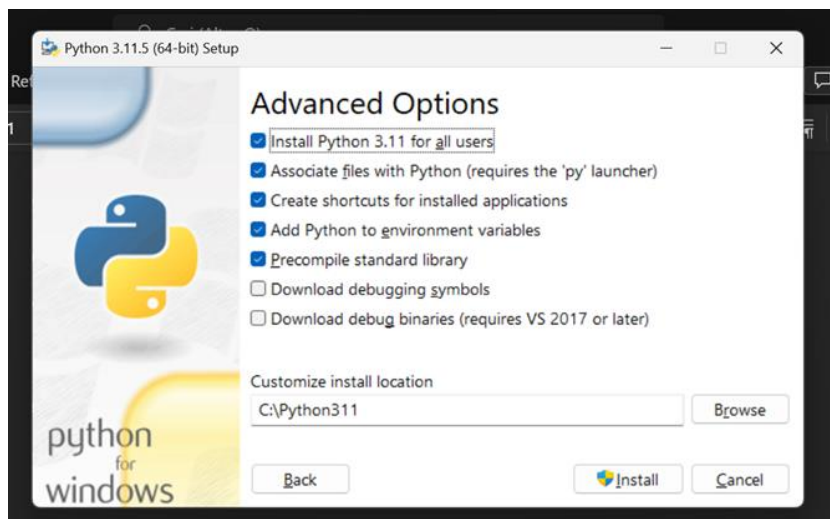 Python 3.11.5 (64-bit) Setup
Ref
1
Advanced Options
Install Python 3.11 for all users
Associate files with Python (requires the 'py' launcher)
Create shortcuts for installed applications
Add Python to environment variables
Precompile standard library
Download debugging symbols
Download debug binaries (requires VS 2017 or later)
Customize install location
C:\Python311
Browse
python
for
windows
Back
Install
Cancel